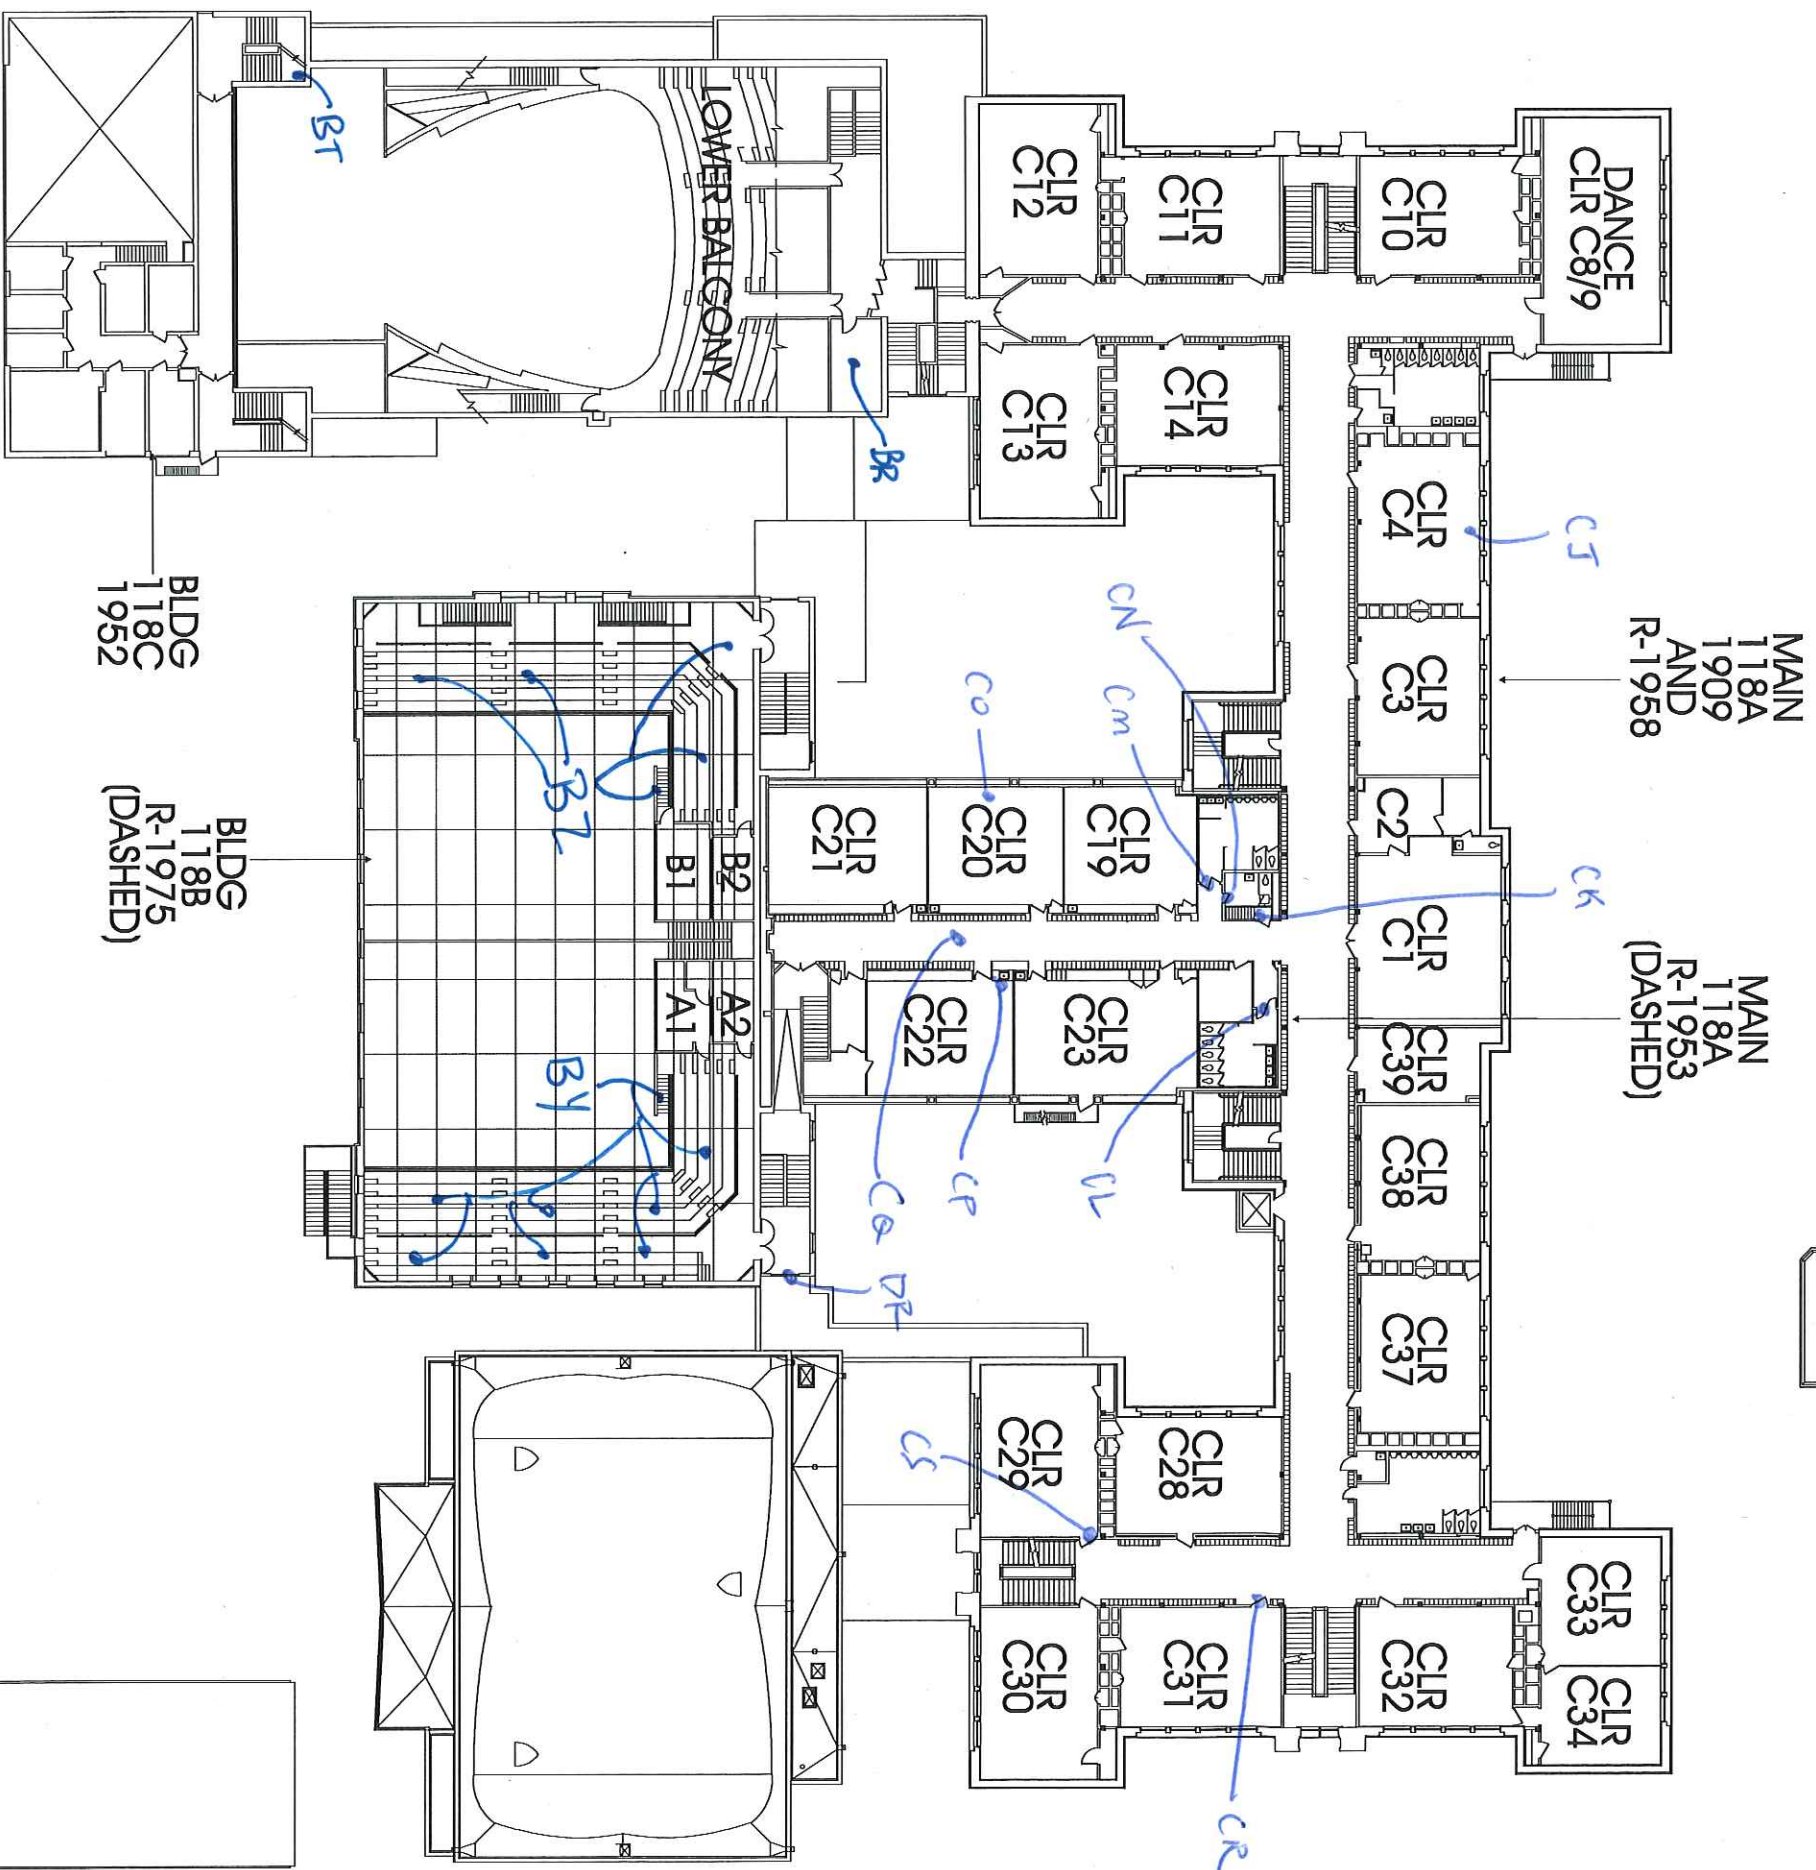 MAIN
118A
1909
AND
R-1958
MAIN
118A
R-1953
(DASHED)
DANCE
CLR C8/9
CLR
C10
CLR
C11
CLR
C12
CLR
C14
CLR
C13
CLR
C4
CLR
C3
C2
CLR
C1
CLR
C39
CLR
C38
CLR
C37
CLR
C33
CLR
C34
CLR
C32
CLR
C31
CLR
C30
CLR
C28
CLR
C29
CLR
C19
CLR
C20
CLR
C21
CLR
C23
CLR
C22
B2
B1
A2
A1
LOWER BALCONY
BLDG
118C
1952
BLDG
118B
R-1975
(DASHED)
CJ
CK
CN
Cm
CO
CL
CP
CQ
DR
CS
CR
BR
BT
BZ
BY